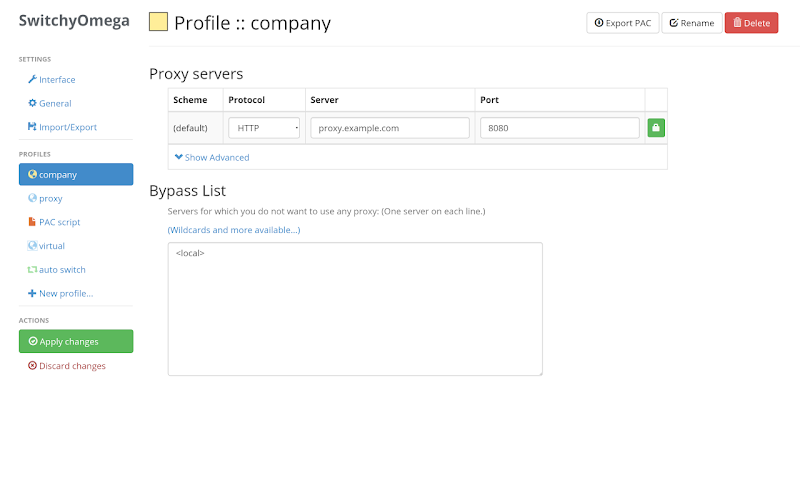 SwitchyOmega
SETTINGS
Interface
General
Import/Export
PROFILES
company
proxy
PAC script
virtual
auto switch
New profile...
ACTIONS
Apply changes
Discard changes
Profile :: company
Export PAC
Rename
Delete
Proxy servers
Scheme Protocol Server Port
(default) HTTP proxy.example.com 8080
Show Advanced
Bypass List
Servers for which you do not want to use any proxy: (One server on each line.)
(Wildcards and more available...)
<local>